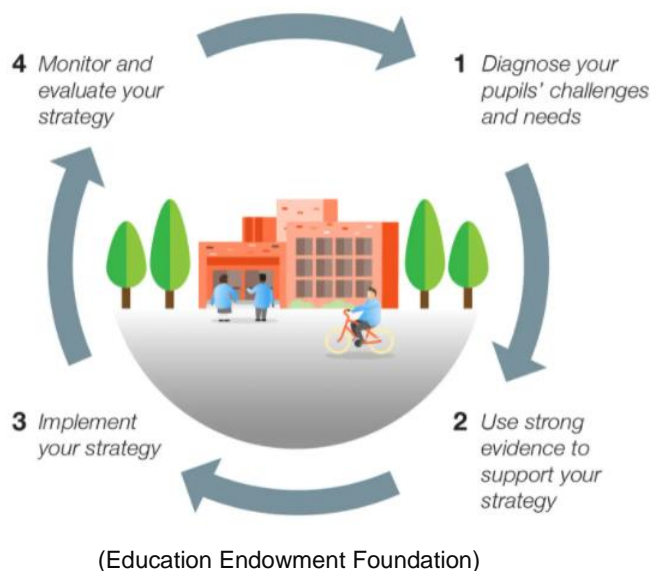 1 Diagnose your
pupils' challenges
and needs
2 Use strong
evidence to
support your
strategy
3 Implement
your strategy
4 Monitor and
evaluate your
strategy
(Education Endowment Foundation)